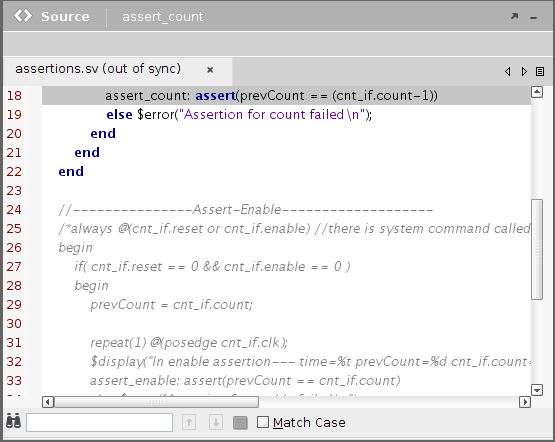 Source assert_count
assertions.sv (out of sync)
18 assert_count: assert(prevCount == (cnt_if.count-1))
19 else $error("Assertion for count failed\n");
20 end
21 end
22 end
23
24 //---------------Assert-Enable-------------------
25 /*always @(cnt_if.reset or cnt_if.enable) //there is system command called
26 begin
27 if( cnt_if.reset == 0 && cnt_if.enable == 0 )
28 begin
29 prevCount = cnt_if.count;
30
31 repeat(1) @(posedge cnt_if.clk);
32 $display("In enable assertion--- time=%t prevCount=%d cnt_if.count=
33 assert_enable: assert(prevCount == cnt_if.count)
Match Case